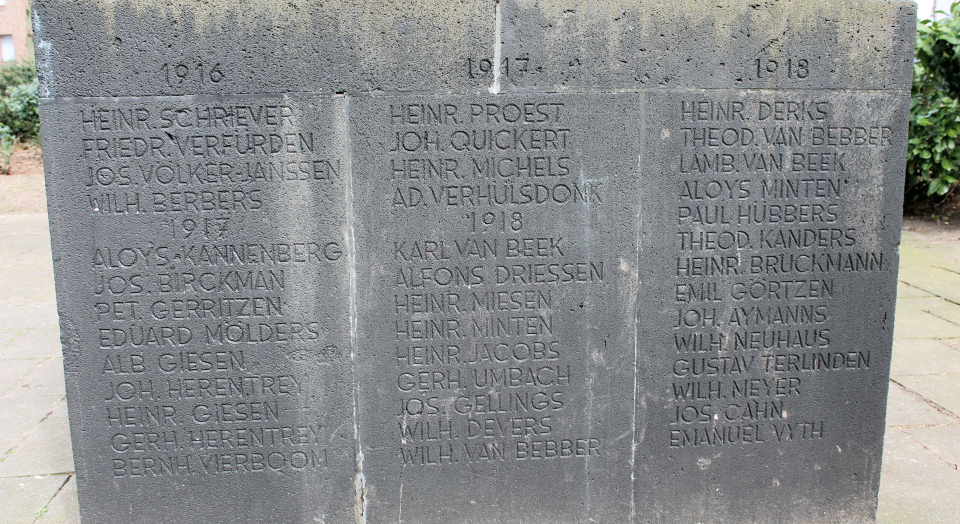 1916
HEINR. SCHRIEVER
FRIEDR. VERFÜRDEN
JOS. VOLKER-JANSSEN
WILH. BERBERS
1917
ALOYS KANNENBERG
JOS. BIRCKMAN
PET. GERRITZEN
EDUARD MÖLDERS
ALB. GIESEN
JOH. HERENTREY
HEINR. GIESEN
GERH. HERENTREY
BERNH. VIERBOOM
1917
HEINR. PROEST
JOH. QUICKERT
HEINR. MICHELS
AD. VERHÜLSDONK
1918
KARL VAN BEEK
ALFONS DRIESSEN
HEINR. MIESEN
HEINR. MINTEN
HEINR. JACOBS
GERH. UMBACH
JOS. GELLINGS
WILH. DEVERS
WILH. VAN BEBBER
1918
HEINR. DERKS
THEOD. VAN BEBBER
LAMB. VAN BEEK
ALOYS MINTEN
PAUL HÜBBERS
THEOD. KANDERS
HEINR. BRUCKMANN
EMIL GÖRTZEN
JOH. AYMANNS
WILH. NEUHAUS
GUSTAV TERLINDEN
WILH. MEYER
JOS. CAHN
EMANUEL VYTH